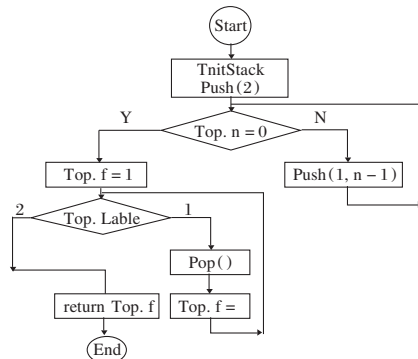 Start
TnitStack
Push(2)
Y
N
Top. n = 0
Top. f = 1
Push(1, n − 1)
2
Top. Lable
1
Pop( )
return Top. f
Top. f =
End